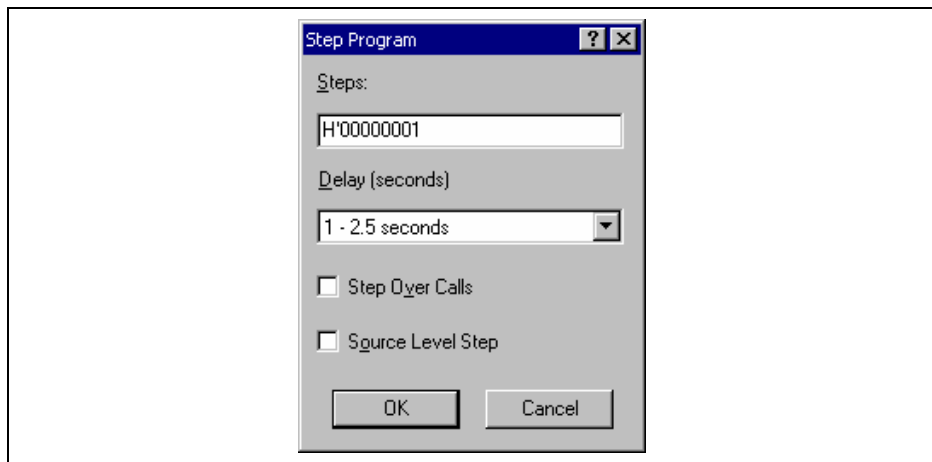 Step Program
Steps:
H'00000001
Delay (seconds)
1 - 2.5 seconds
Step Over Calls
Source Level Step
OK Cancel